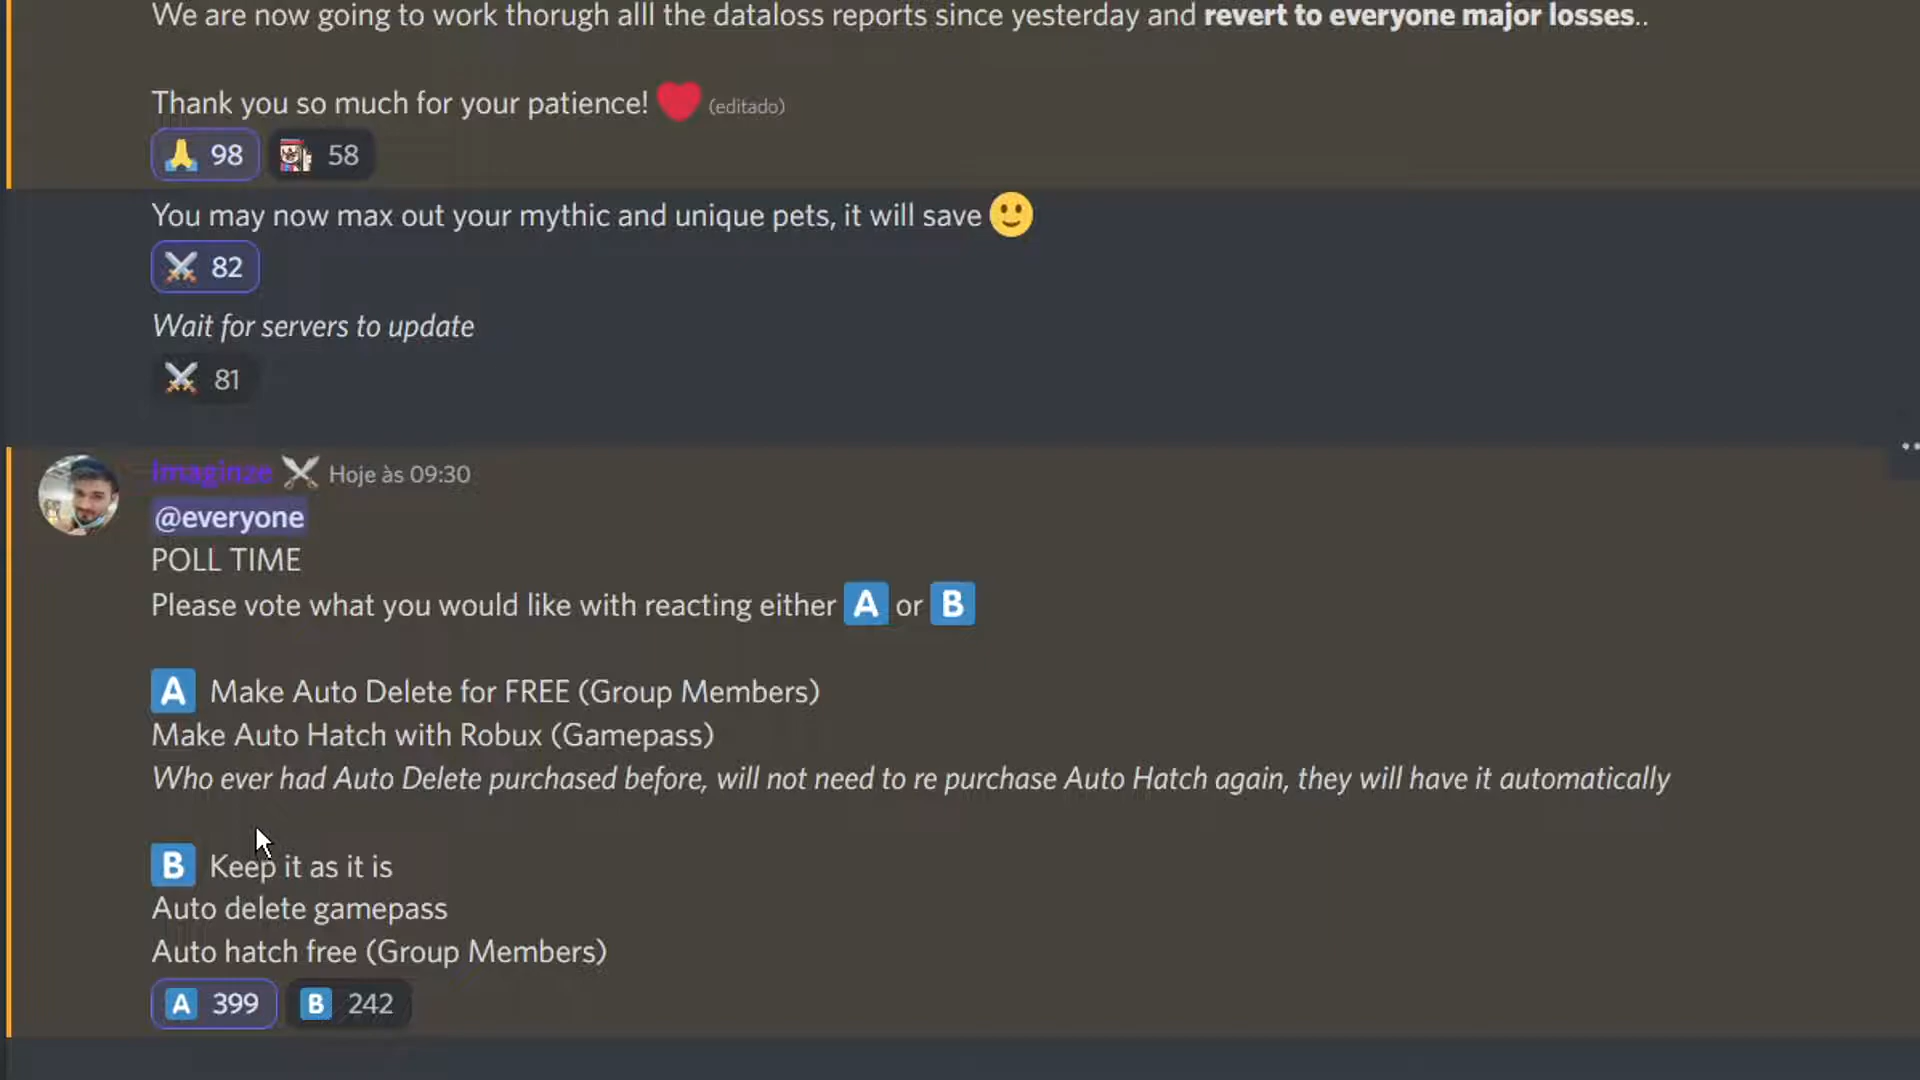 We are now going to work thorugh alll the dataloss reports since yesterday and revert to everyone major losses..
Thank you so much for your patience! (editado)
98 58
You may now max out your mythic and unique pets, it will save
82
Wait for servers to update
81
Imaginze Hoje às 09:30
@everyone
POLL TIME
Please vote what you would like with reacting either A or B
A Make Auto Delete for FREE (Group Members)
Make Auto Hatch with Robux (Gamepass)
Who ever had Auto Delete purchased before, will not need to re purchase Auto Hatch again, they will have it automatically
B Keep it as it is
Auto delete gamepass
Auto hatch free (Group Members)
A 399 B 242